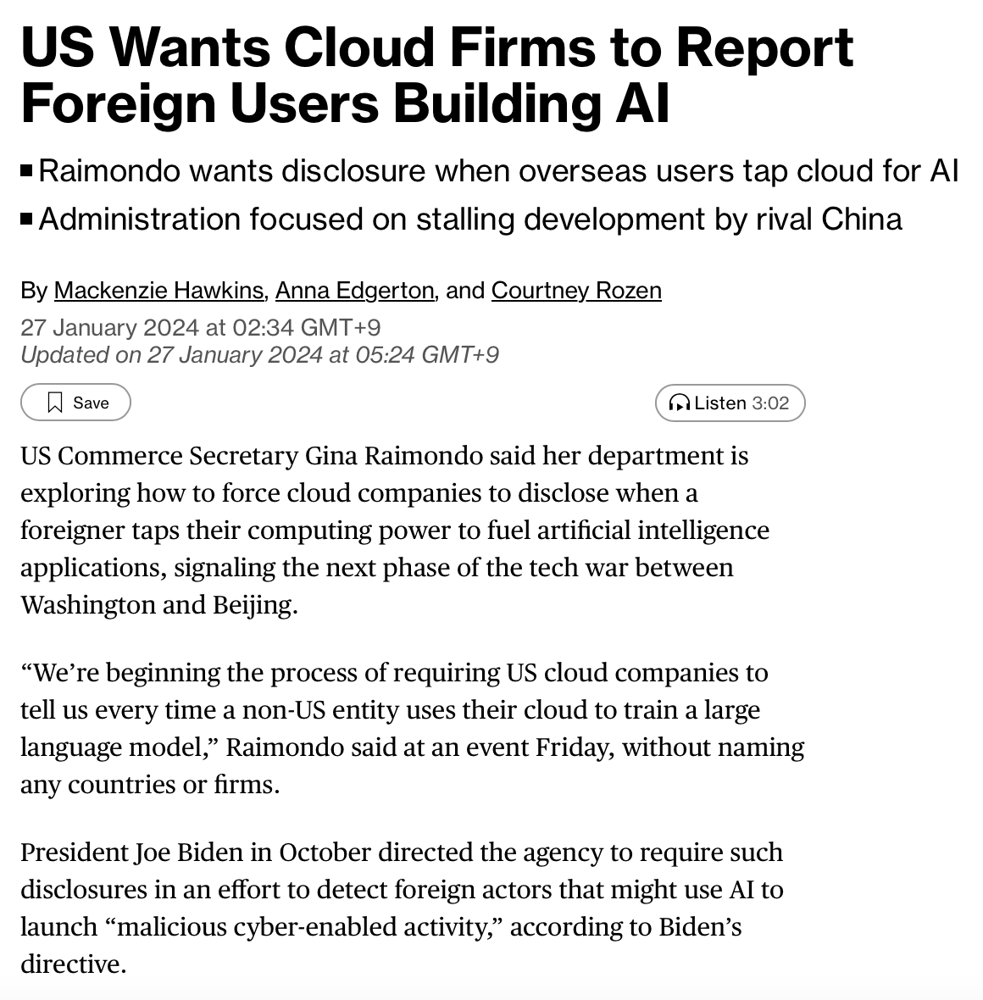 US Wants Cloud Firms to Report
Foreign Users Building AI
■ Raimondo wants disclosure when overseas users tap cloud for AI
■ Administration focused on stalling development by rival China
By Mackenzie Hawkins, Anna Edgerton, and Courtney Rozen
27 January 2024 at 02:34 GMT+9
Updated on 27 January 2024 at 05:24 GMT+9
Save
Listen 3:02
US Commerce Secretary Gina Raimondo said her department is
exploring how to force cloud companies to disclose when a
foreigner taps their computing power to fuel artificial intelligence
applications, signaling the next phase of the tech war between
Washington and Beijing.
“We’re beginning the process of requiring US cloud companies to
tell us every time a non-US entity uses their cloud to train a large
language model,” Raimondo said at an event Friday, without naming
any countries or firms.
President Joe Biden in October directed the agency to require such
disclosures in an effort to detect foreign actors that might use AI to
launch “malicious cyber-enabled activity,” according to Biden’s
directive.